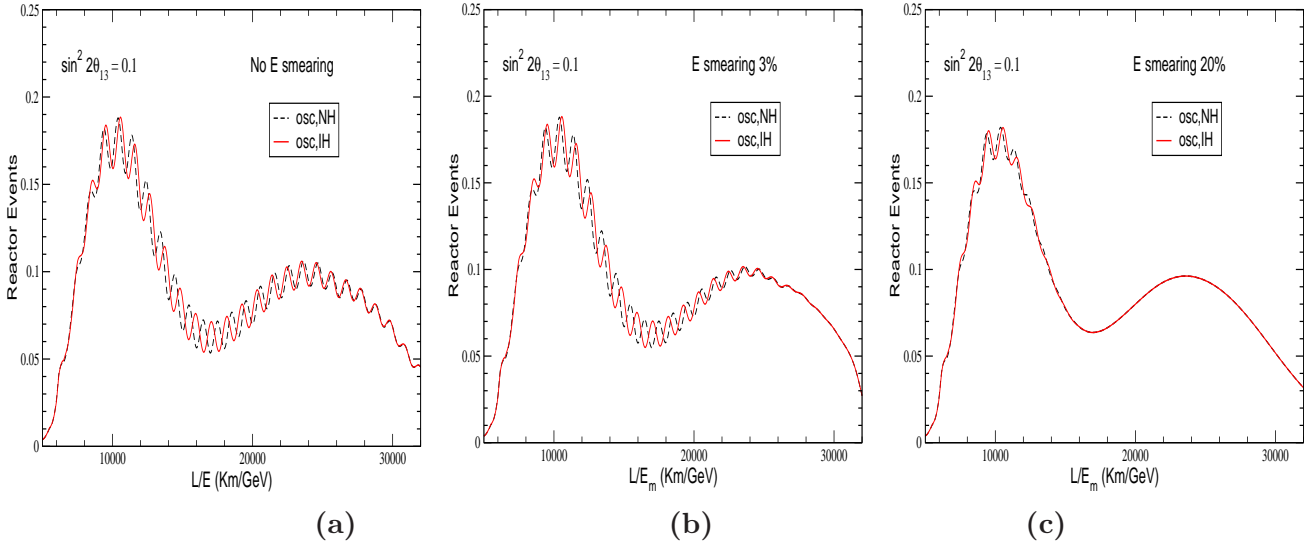 0.25
0.2
0.15
0.1
0.05
0
Reactor Events
sin² 2θ₁₃ = 0.1
No E smearing
osc,NH
osc,IH
10000
20000
30000
L/E (Km/GeV)
(a)
0.25
0.2
0.15
0.1
0.05
0
Reactor Events
sin² 2θ₁₃ = 0.1
E smearing 3%
osc,NH
osc,IH
10000
20000
30000
L/Eₘ (Km/GeV)
(b)
0.25
0.2
0.15
0.1
0.05
0
Reactor Events
sin² 2θ₁₃ = 0.1
E smearing 20%
osc,NH
osc,IH
10000
20000
30000
L/Eₘ (Km/GeV)
(c)